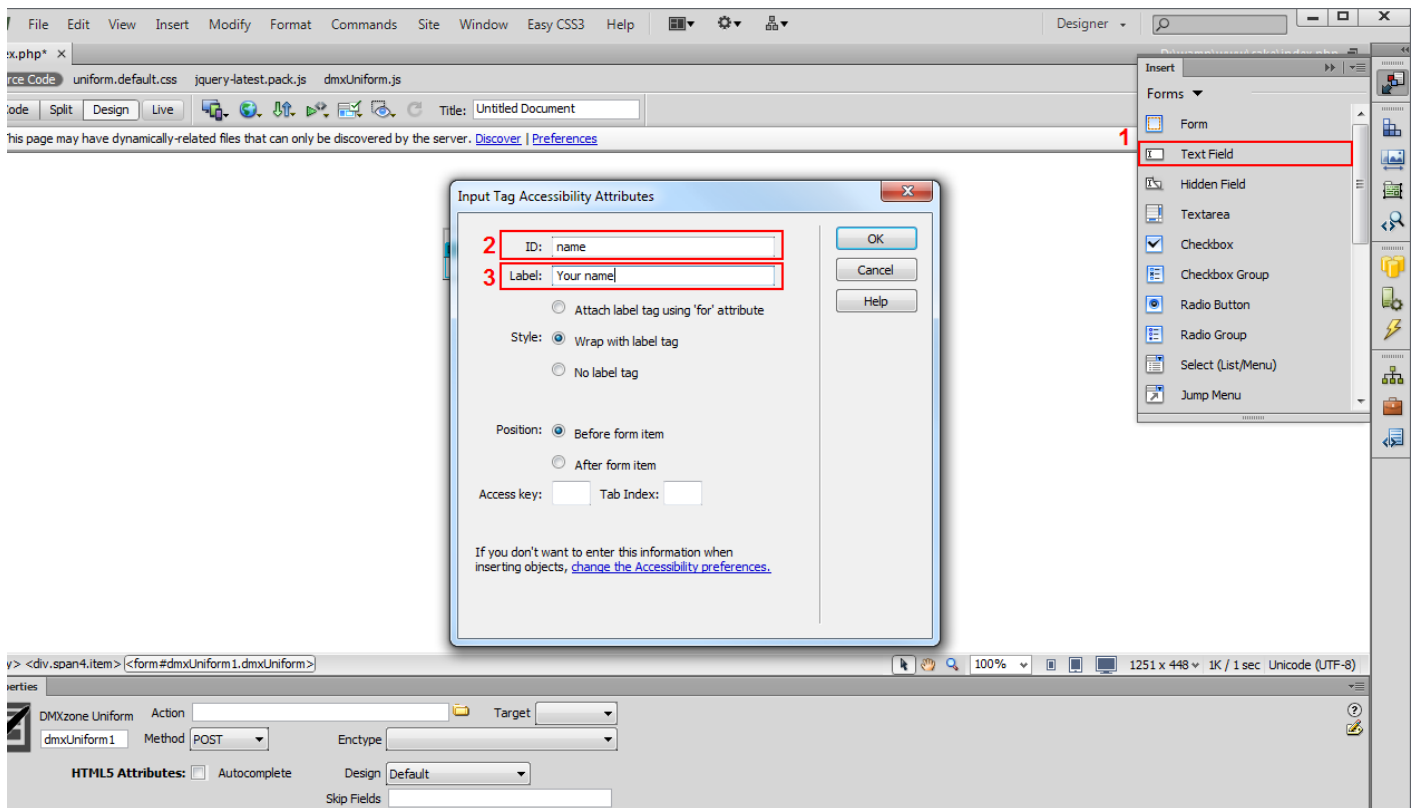 File Edit View Insert Modify Format Commands Site Window Easy CSS3 Help Designer
ex.php* ×
rce Code uniform.default.css jquery-latest.pack.js dmxUniform.js
Code Split Design Live Title: Untitled Document
This page may have dynamically-related files that can only be discovered by the server. Discover | Preferences
Insert
Forms
Form
1 Text Field
Hidden Field
Textarea
Checkbox
Checkbox Group
Radio Button
Radio Group
Select (List/Menu)
Jump Menu
Input Tag Accessibility Attributes
2 ID: name
3 Label: Your name
Attach label tag using 'for' attribute
Style: Wrap with label tag
No label tag
Position: Before form item
After form item
Access key: Tab Index:
If you don't want to enter this information when
inserting objects, change the Accessibility preferences.
OK
Cancel
Help
y> <div.span4.item> <form#dmxUniform1.dmxUniform> 100% 1251 x 448 1K / 1 sec Unicode (UTF-8)
perties
DMXzone Uniform Action Target
dmxUniform1 Method POST Enctype
HTML5 Attributes: Autocomplete Design Default
Skip Fields